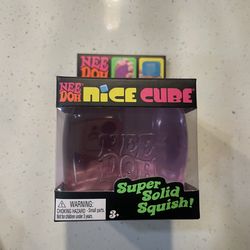 NEE
DOH
NEE
DOH
NICE CUBE
NEE
DOH
Super
Solid
Squish!
WARNING:
CHOKING HAZARD - Small parts.
Not for children under 3 years.
3+